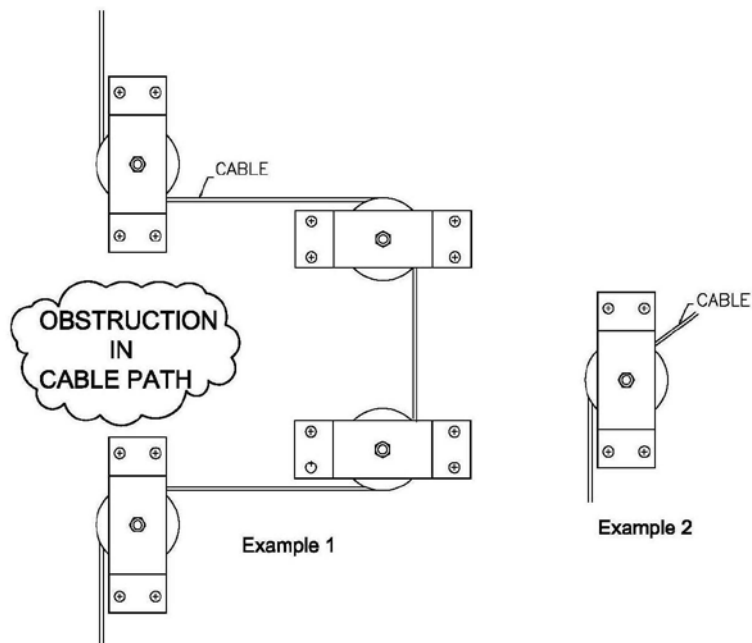 CABLE
OBSTRUCTION
IN
CABLE PATH
Example 1
CABLE
Example 2